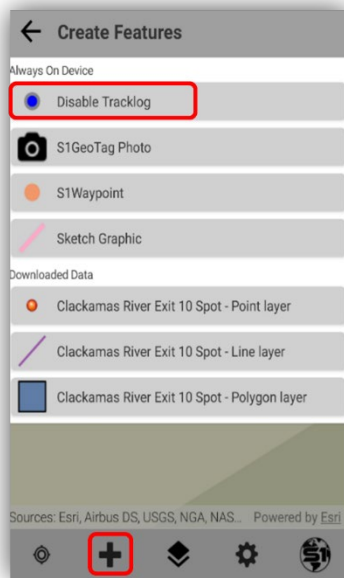 Create Features
Always On Device
Disable Tracklog
S1GeoTag Photo
S1Waypoint
Sketch Graphic
Downloaded Data
Clackamas River Exit 10 Spot - Point layer
Clackamas River Exit 10 Spot - Line layer
Clackamas River Exit 10 Spot - Polygon layer
Sources: Esri, Airbus DS, USGS, NGA, NAS... Powered by Esri
S1